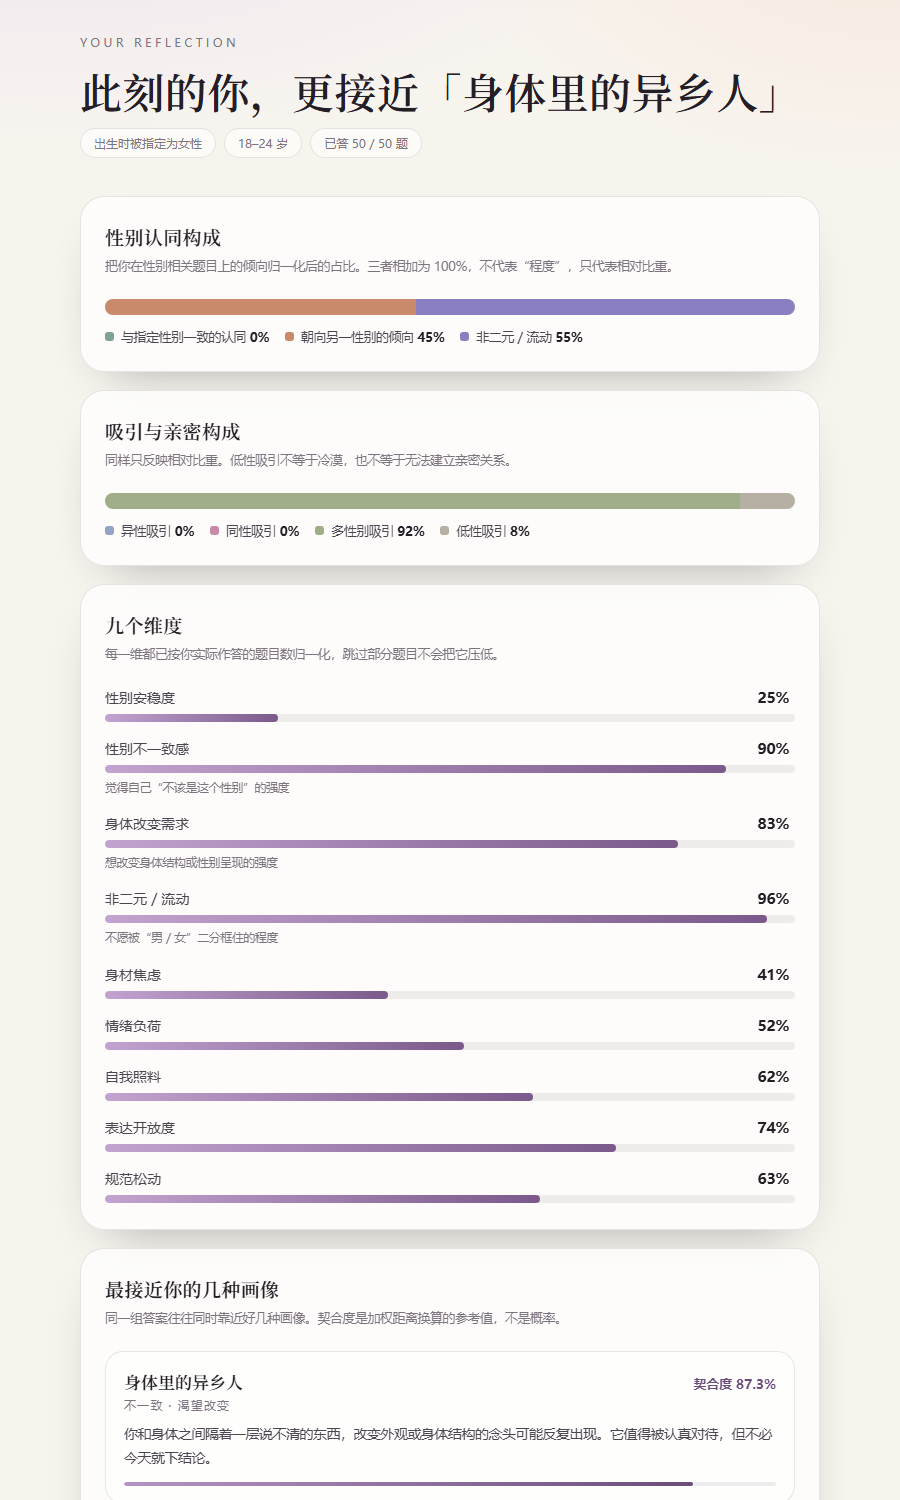 YOUR REFLECTION
此刻的你，更接近「身体里的异乡人」
出生时被指定为女性 18–24 岁 已答 50 / 50 题
性别认同构成
把你在性别相关题目上的倾向归一化后的占比。三者相加为 100%，不代表“程度”，只代表相对比重。
与指定性别一致的认同 0% 朝向另一性别的倾向 45% 非二元 / 流动 55%
吸引与亲密构成
同样只反映相对比重。低性吸引不等于冷漠，也不等于无法建立亲密关系。
异性吸引 0% 同性吸引 0% 多性别吸引 92% 低性吸引 8%
九个维度
每一维都已按你实际作答的题目数归一化，跳过部分题目不会把它压低。
性别安稳度 25%
性别不一致感 90%
觉得自己“不该是这个性别”的强度
身体改变需求 83%
想改变身体结构或性别呈现的强度
非二元 / 流动 96%
不愿被“男 / 女”二分框住的程度
身材焦虑 41%
情绪负荷 52%
自我照料 62%
表达开放度 74%
规范松动 63%
最接近你的几种画像
同一组答案往往同时靠近好几种画像。契合度是加权距离换算的参考值，不是概率。
身体里的异乡人 契合度 87.3%
不一致 · 渴望改变
你和身体之间隔着一层说不清的东西，改变外观或身体结构的念头可能反复出现。它值得被认真对待，但不必
今天就下结论。